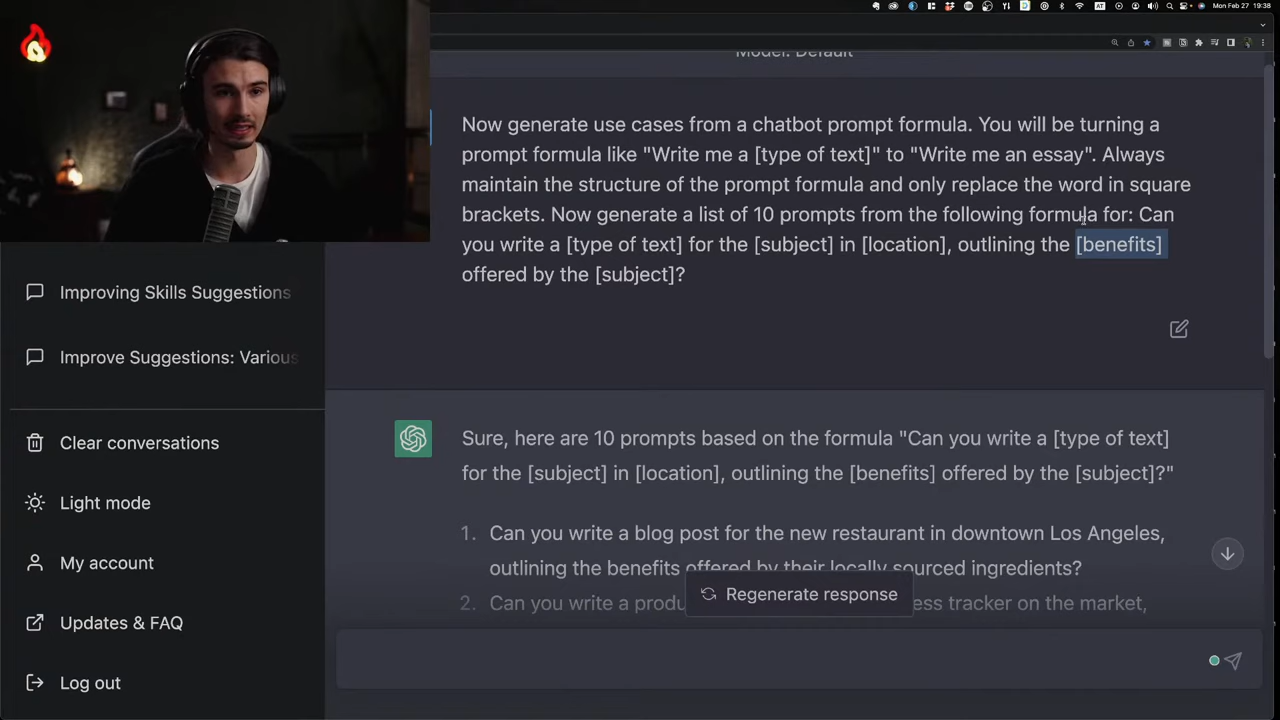 Mon Feb 27 19:38
Model: Default
Now generate use cases from a chatbot prompt formula. You will be turning a
prompt formula like "Write me a [type of text]" to "Write me an essay". Always
maintain the structure of the prompt formula and only replace the word in square
brackets. Now generate a list of 10 prompts from the following formula for: Can
you write a [type of text] for the [subject] in [location], outlining the [benefits]
offered by the [subject]?
Improving Skills Suggestions
Improve Suggestions: Various
Clear conversations
Light mode
My account
Updates & FAQ
Log out
Sure, here are 10 prompts based on the formula "Can you write a [type of text]
for the [subject] in [location], outlining the [benefits] offered by the [subject]?"
1. Can you write a blog post for the new restaurant in downtown Los Angeles,
outlining the benefits offered by their locally sourced ingredients?
2. Can you write a produ ess tracker on the market,
Regenerate response